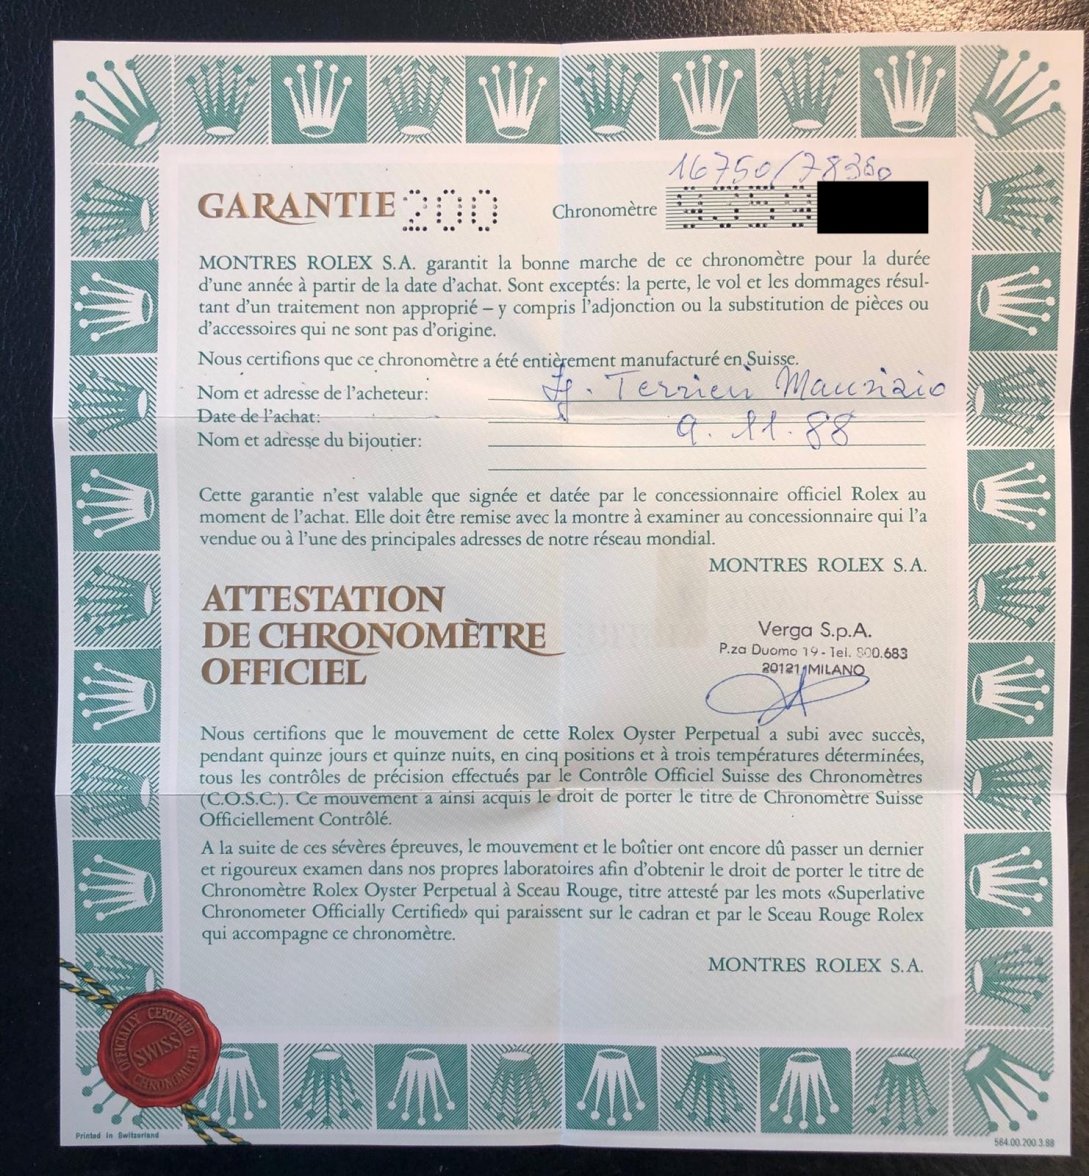 16750/78360
GARANTIE 200
Chronomètre
MONTRES ROLEX S.A. garantit la bonne marche de ce chronomètre pour la durée
d'une année à partir de la date d'achat. Sont exceptés: la perte, le vol et les dommages résul-
tant d'un traitement non approprié – y compris l'adjonction ou la substitution de pièces ou
d'accessoires qui ne sont pas d'origine.
Nous certifions que ce chronomètre a été entièrement manufacturé en Suisse.
Nom et adresse de l'acheteur: Maurizio
Date de l'achat: 9.11.88
Nom et adresse du bijoutier:
Cette garantie n'est valable que signée et datée par le concessionnaire officiel Rolex au
moment de l'achat. Elle doit être remise avec la montre à examiner au concessionnaire qui l'a
vendue ou à l'une des principales adresses de notre réseau mondial.
MONTRES ROLEX S.A.
ATTESTATION
DE CHRONOMÈTRE
OFFICIEL
Verga S.p.A.
P.za Duomo 19 - Tel. 800.683
20121 MILANO
Nous certifions que le mouvement de cette Rolex Oyster Perpetual a subi avec succès,
pendant quinze jours et quinze nuits, en cinq positions et à trois températures déterminées,
tous les contrôles de précision effectués par le Contrôle Officiel Suisse des Chronomètres
(C.O.S.C.). Ce mouvement a ainsi acquis le droit de porter le titre de Chronomètre Suisse
Officiellement Contrôlé.
A la suite de ces sévères épreuves, le mouvement et le boîtier ont encore dû passer un dernier
et rigoureux examen dans nos propres laboratoires afin d'obtenir le droit de porter le titre de
Chronomètre Rolex Oyster Perpetual à Sceau Rouge, titre attesté par les mots «Superlative
Chronometer Officially Certified» qui paraissent sur le cadran et par le Sceau Rouge Rolex
qui accompagne ce chronomètre.
MONTRES ROLEX S.A.
OFFICIALLY CERTIFIED
SWISS
CHRONOMETER
Printed in Switzerland
564.00.200.3.88